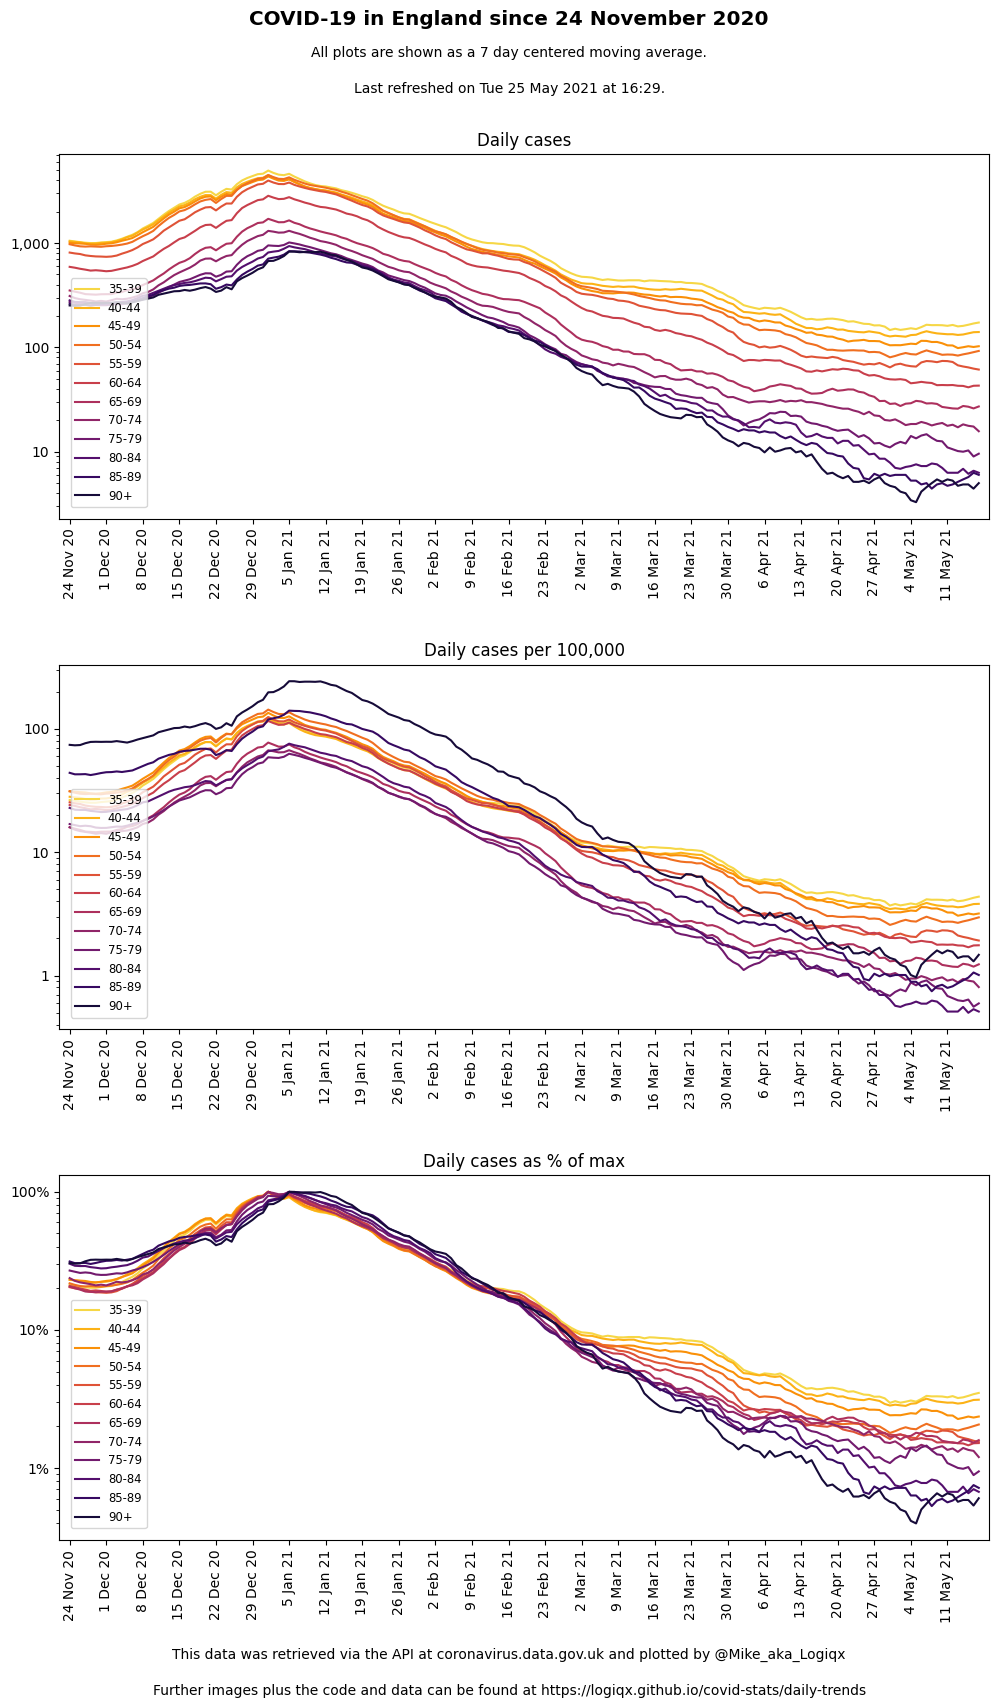 COVID-19 in England since 24 November 2020
All plots are shown as a 7 day centered moving average.
Last refreshed on Tue 25 May 2021 at 16:29.
Daily cases
1,000
100
10
35-39
40-44
45-49
50-54
55-59
60-64
65-69
70-74
75-79
80-84
85-89
90+
24 Nov 20
1 Dec 20
8 Dec 20
15 Dec 20
22 Dec 20
29 Dec 20
5 Jan 21
12 Jan 21
19 Jan 21
26 Jan 21
2 Feb 21
9 Feb 21
16 Feb 21
23 Feb 21
2 Mar 21
9 Mar 21
16 Mar 21
23 Mar 21
30 Mar 21
6 Apr 21
13 Apr 21
20 Apr 21
27 Apr 21
4 May 21
11 May 21
Daily cases per 100,000
100
10
1
35-39
40-44
45-49
50-54
55-59
60-64
65-69
70-74
75-79
80-84
85-89
90+
24 Nov 20
1 Dec 20
8 Dec 20
15 Dec 20
22 Dec 20
29 Dec 20
5 Jan 21
12 Jan 21
19 Jan 21
26 Jan 21
2 Feb 21
9 Feb 21
16 Feb 21
23 Feb 21
2 Mar 21
9 Mar 21
16 Mar 21
23 Mar 21
30 Mar 21
6 Apr 21
13 Apr 21
20 Apr 21
27 Apr 21
4 May 21
11 May 21
Daily cases as % of max
100%
10%
1%
35-39
40-44
45-49
50-54
55-59
60-64
65-69
70-74
75-79
80-84
85-89
90+
24 Nov 20
1 Dec 20
8 Dec 20
15 Dec 20
22 Dec 20
29 Dec 20
5 Jan 21
12 Jan 21
19 Jan 21
26 Jan 21
2 Feb 21
9 Feb 21
16 Feb 21
23 Feb 21
2 Mar 21
9 Mar 21
16 Mar 21
23 Mar 21
30 Mar 21
6 Apr 21
13 Apr 21
20 Apr 21
27 Apr 21
4 May 21
11 May 21
This data was retrieved via the API at coronavirus.data.gov.uk and plotted by @Mike_aka_Logiqx
Further images plus the code and data can be found at https://logiqx.github.io/covid-stats/daily-trends